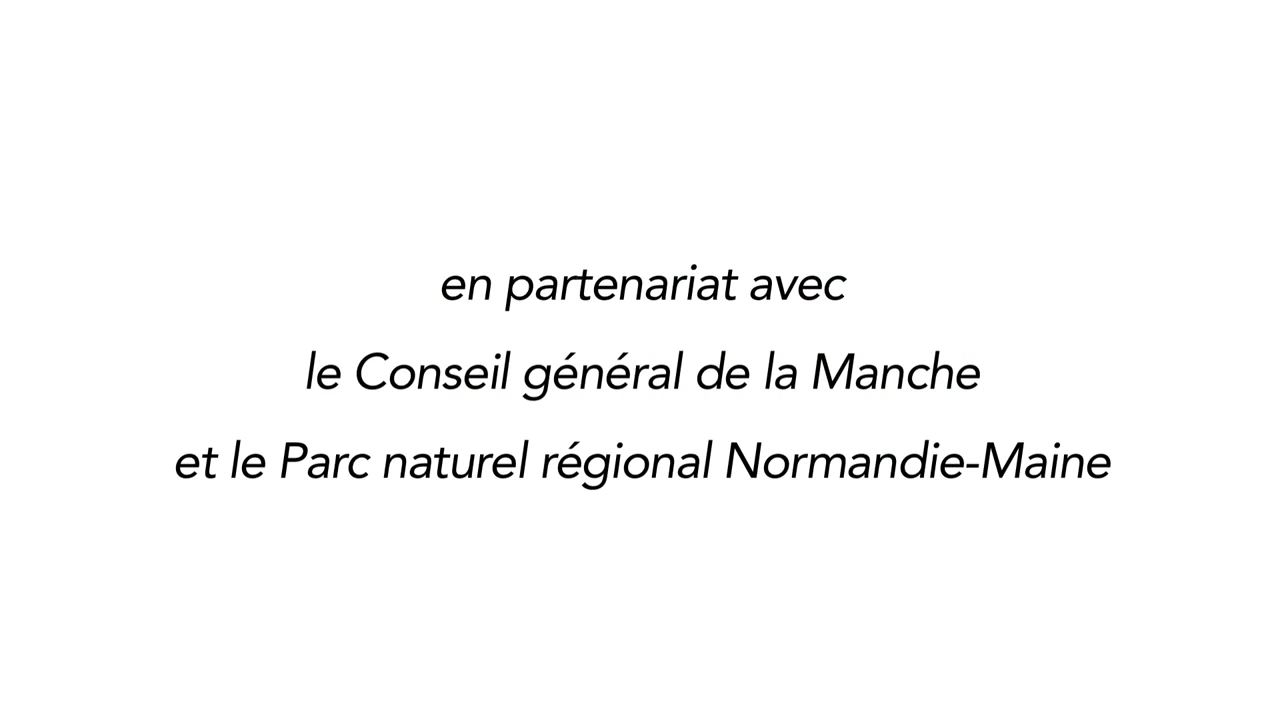 en partenariat avec
le Conseil général de la Manche
et le Parc naturel régional Normandie-Maine